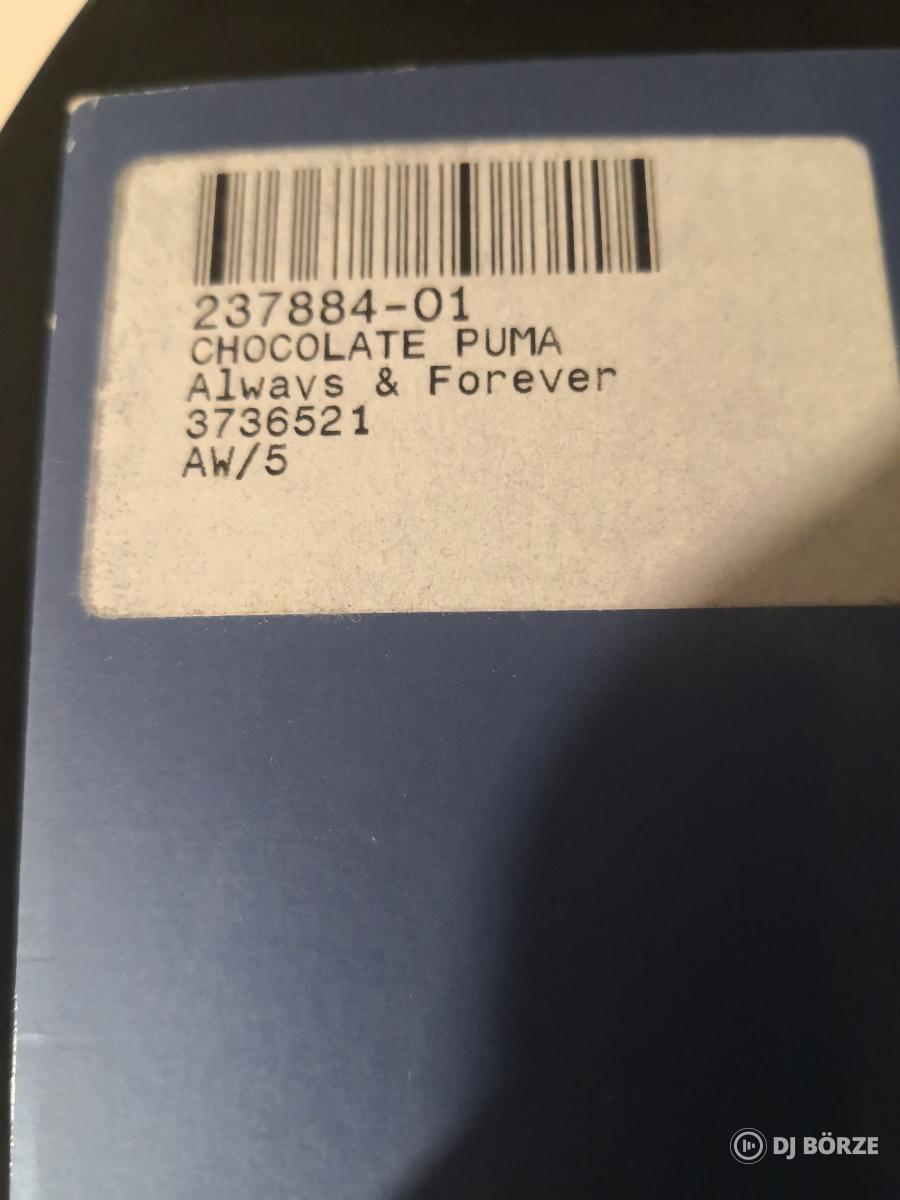 237884-01
CHOCOLATE PUMA
Always & Forever
3736521
AW/5
DJ BÖRZE